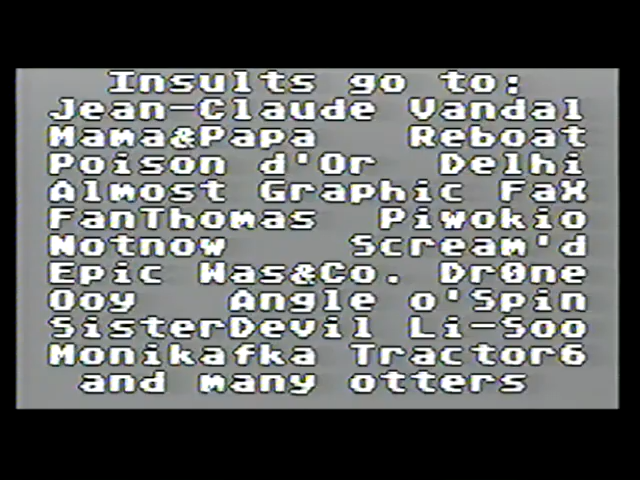 Insults go to:
Jean-Claude Vandal
Mama&Papa Reboat
Poison d'Or Delhi
Almost Graphic FaX
FanThomas Piwokio
Notnow Scream'd
Epic Was&Co. Dr0ne
Ooy Angle o'Spin
SisterDevil Li-Soo
Monikafka Tractor6
and many otters